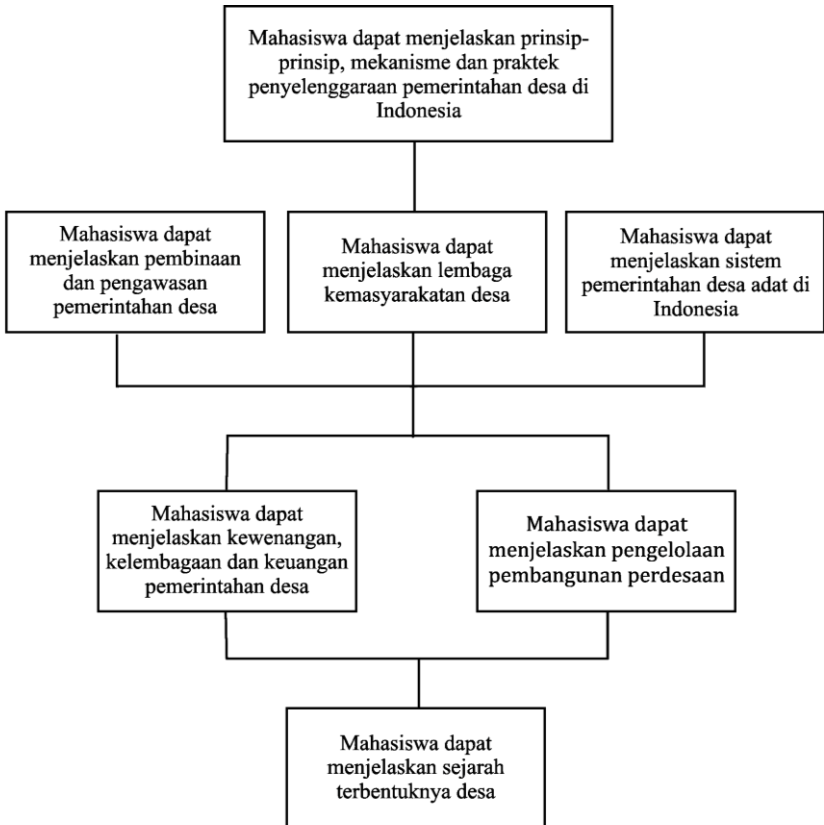 Mahasiswa dapat menjelaskan prinsip-
prinsip, mekanisme dan praktek
penyelenggaraan pemerintahan desa di
Indonesia
Mahasiswa dapat
menjelaskan pembinaan
dan pengawasan
pemerintahan desa
Mahasiswa dapat
menjelaskan lembaga
kemasyarakatan desa
Mahasiswa dapat
menjelaskan sistem
pemerintahan desa adat di
Indonesia
Mahasiswa dapat
menjelaskan kewenangan,
kelembagaan dan keuangan
pemerintahan desa
Mahasiswa dapat
menjelaskan pengelolaan
pembangunan perdesaan
Mahasiswa dapat
menjelaskan sejarah
terbentuknya desa